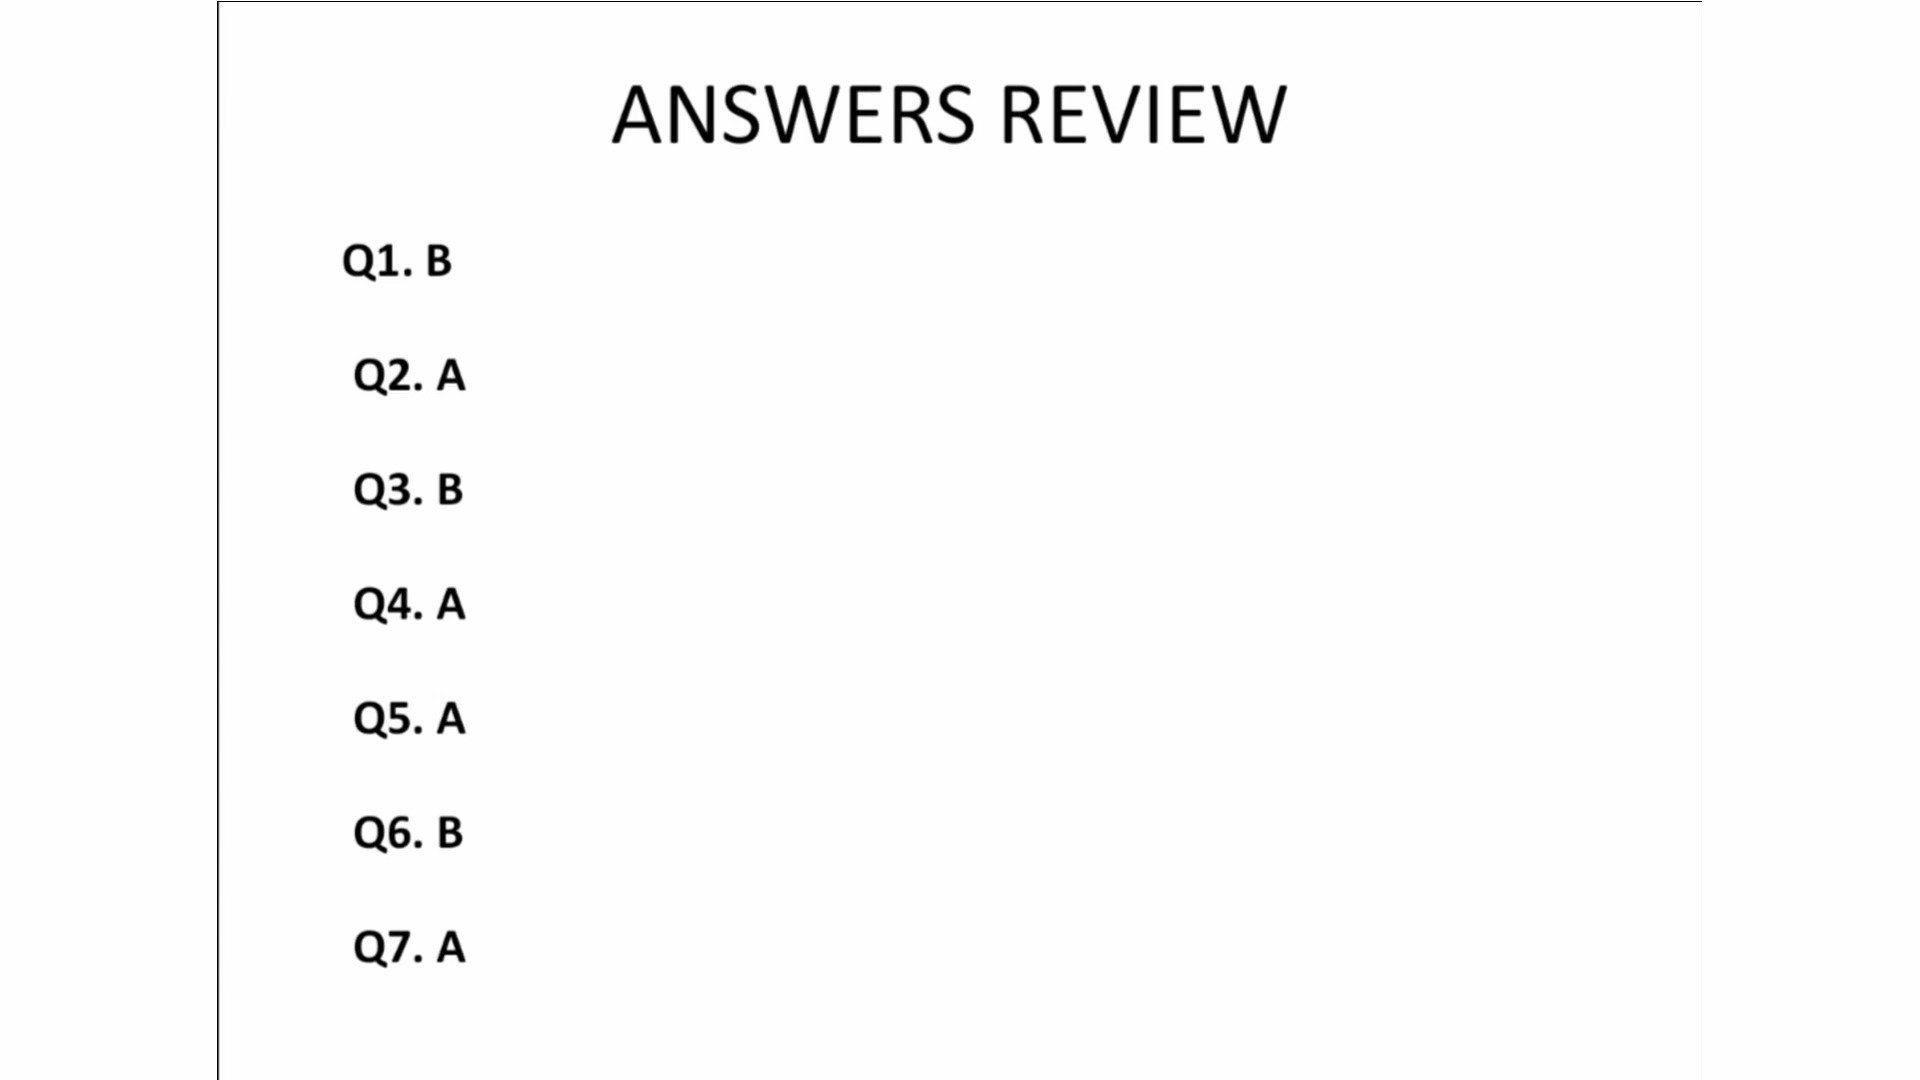 ANSWERS REVIEW
Q1. B
Q2. A
Q3. B
Q4. A
Q5. A
Q6. B
Q7. A